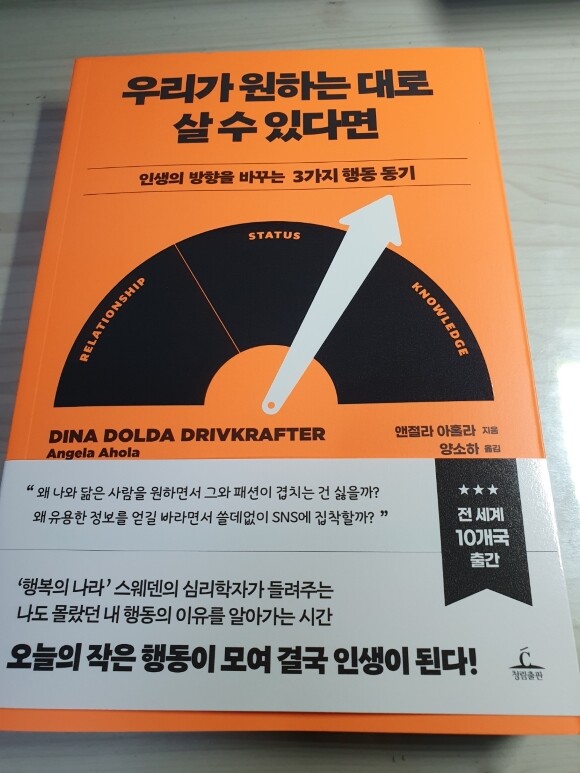 우리가 원하는 대로
살 수 있다면
인생의 방향을 바꾸는 3가지 행동 동기
RELATIONSHIP
STATUS
KNOWLEDGE
DINA DOLDA DRIVKRAFTER
Angela Ahola
앤절라 아홀라 지음
양소하 옮김
“ 왜 나와 닮은 사람을 원하면서 그와 패션이 겹치는 건 싫을까?
왜 유용한 정보를 얻길 바라면서 쓸데없이 SNS에 집착할까? ”
★★★
전 세계
10개국
출간
‘행복의 나라’ 스웨덴의 심리학자가 들려주는
나도 몰랐던 내 행동의 이유를 알아가는 시간
오늘의 작은 행동이 모여 결국 인생이 된다!
청림출판